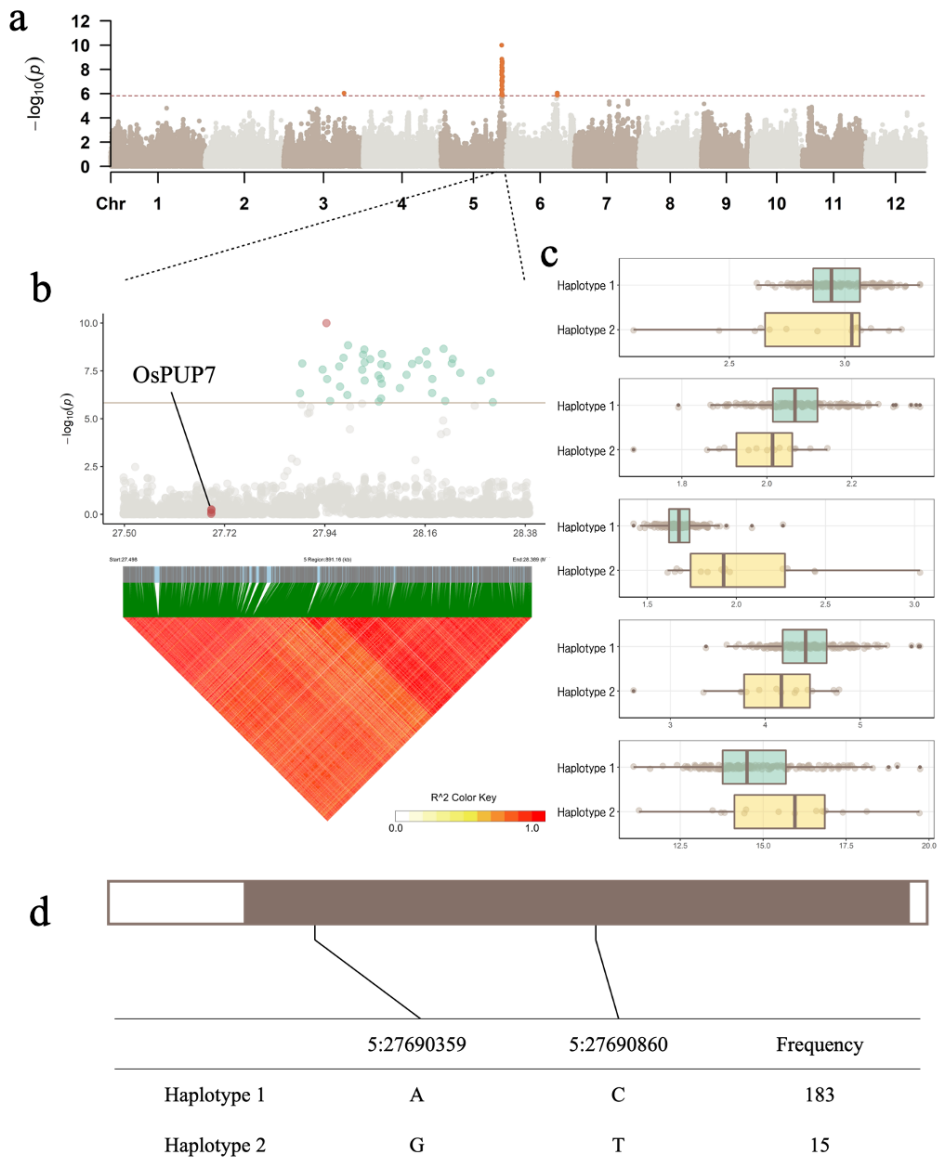 a
12
10
8
6
4
2
0
−log10(p)
Chr 1 2 3 4 5 6 7 8 9 10 11 12
b
10.0
7.5
5.0
2.5
0.0
−log10(p)
OsPUP7
27.50 27.72 27.94 28.16 28.38
5 Region:891.16 (kb)
R^2 Color Key
0.0 1.0
c
Haplotype 1
Haplotype 2
2.5 3.0
Haplotype 1
Haplotype 2
1.8 2.0 2.2
Haplotype 1
Haplotype 2
1.5 2.0 2.5 3.0
Haplotype 1
Haplotype 2
3 4 5
Haplotype 1
Haplotype 2
12.5 15.0 17.5 20.0
d
5:27690359 5:27690860 Frequency
Haplotype 1 A C 183
Haplotype 2 G T 15